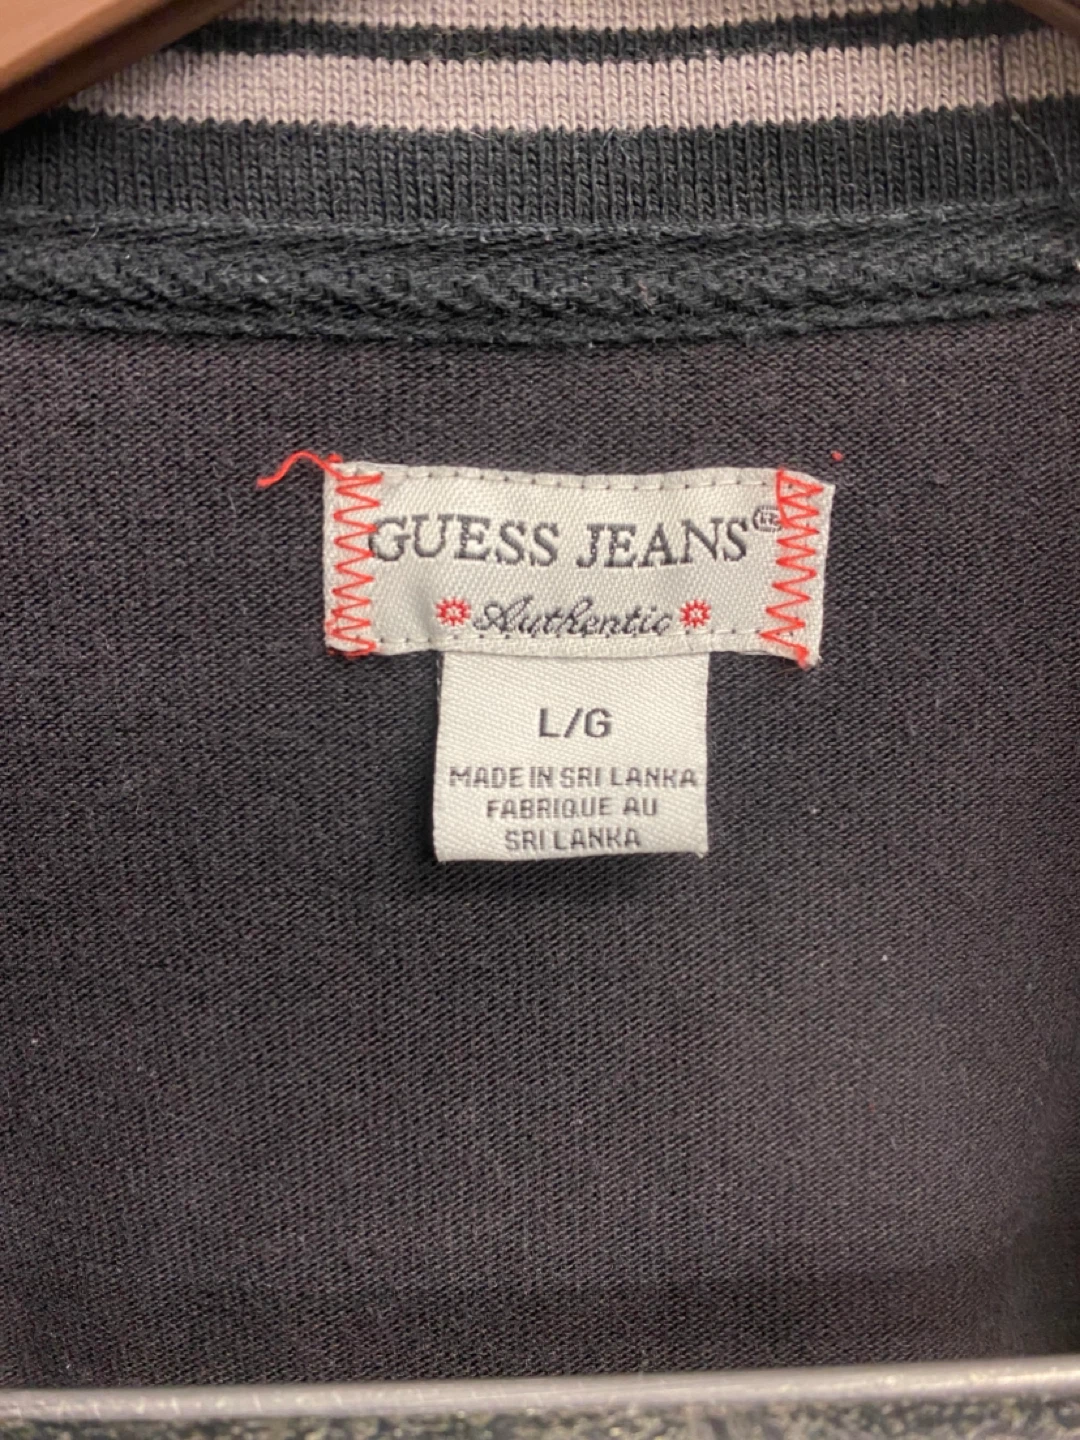 GUESS JEANS
Authentic
L/G
MADE IN SRI LANKA
FABRIQUE AU
SRI LANKA